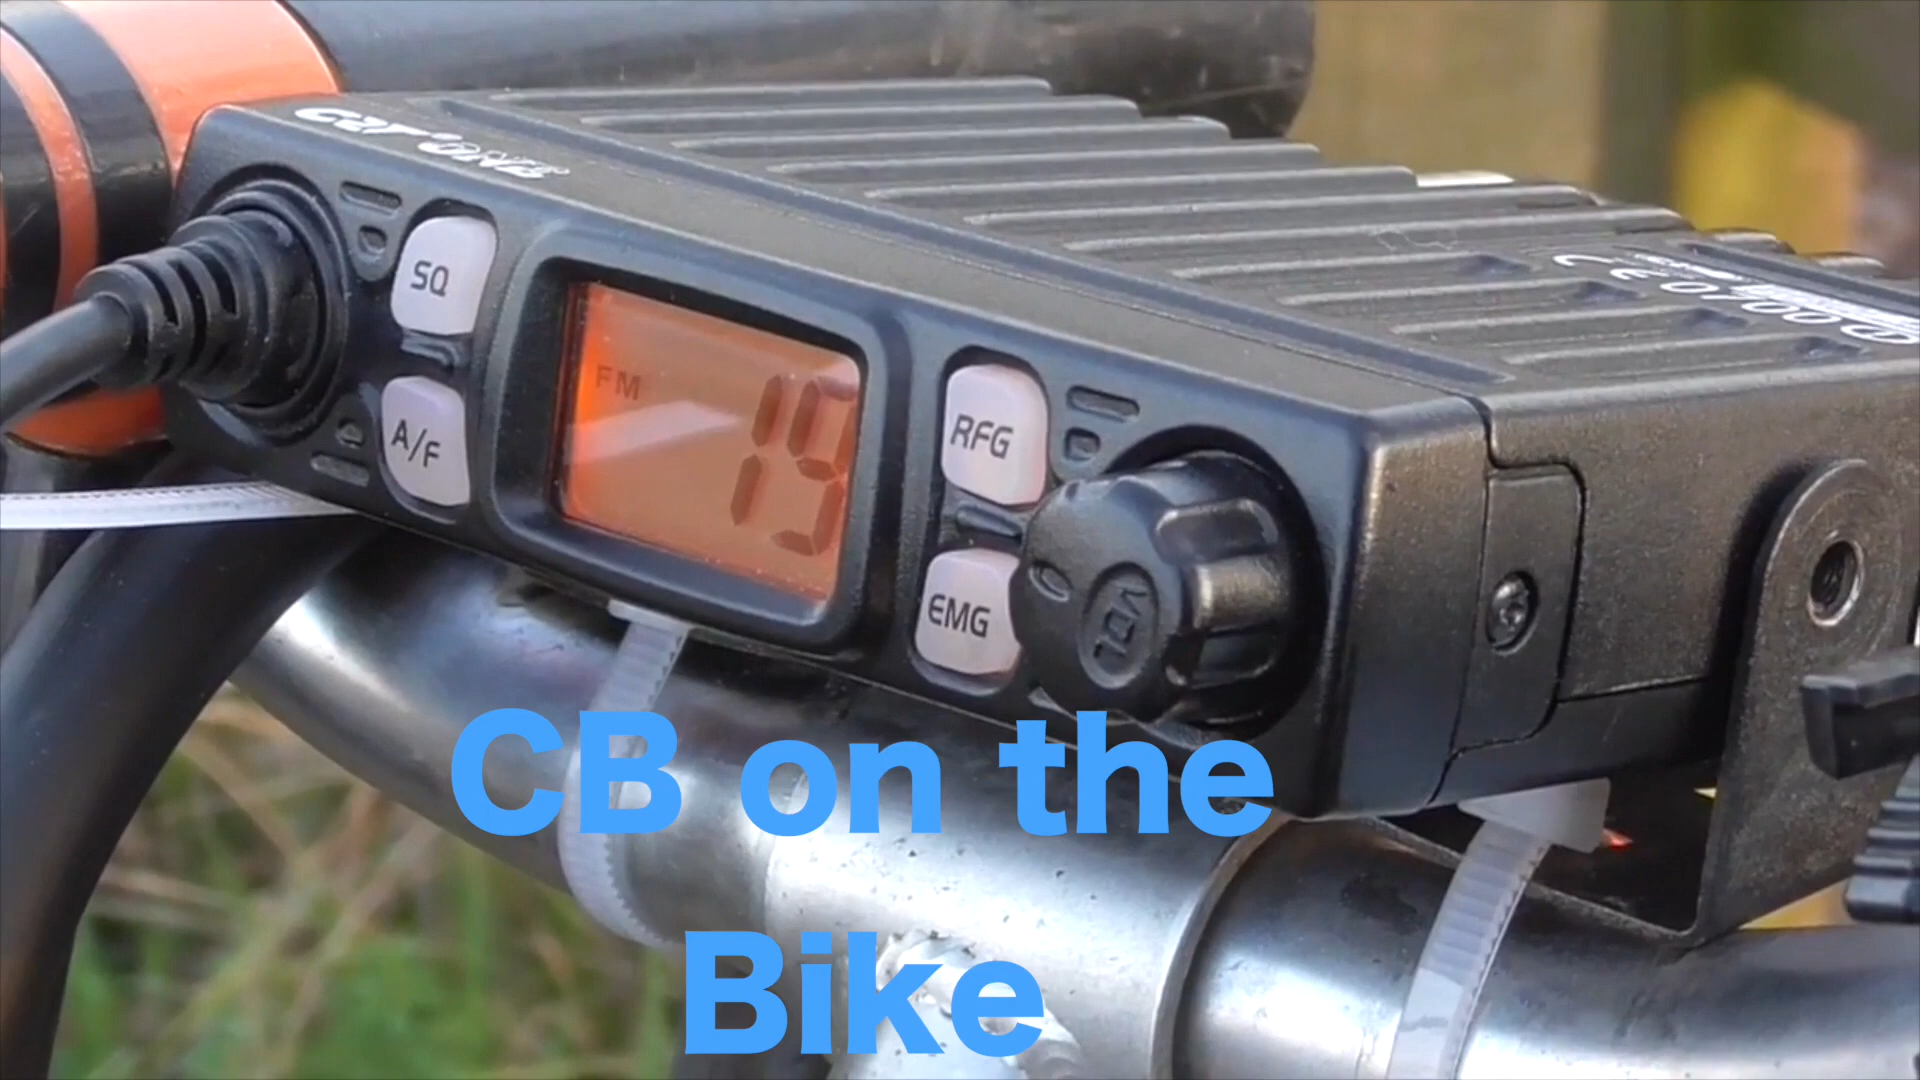 SQ
A/F
FM
19
RFG
EMG
VOL
CB on the
Bike